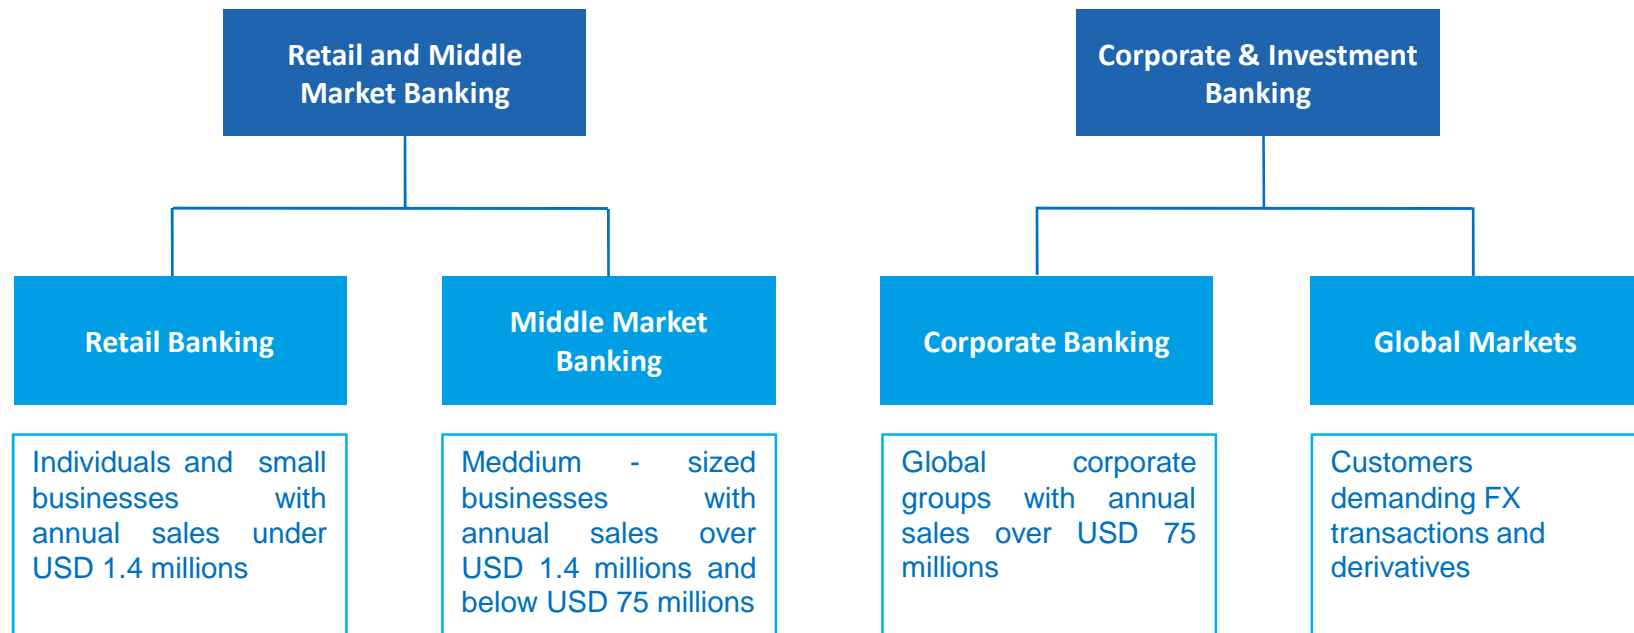 Retail and Middle
Market Banking
Corporate & Investment
Banking
Retail Banking
Middle Market
Banking
Corporate Banking
Global Markets
Individuals and small
businesses with
annual sales under
USD 1.4 millions
Meddium - sized
businesses with
annual sales over
USD 1.4 millions and
below USD 75 millions
Global corporate
groups with annual
sales over USD 75
millions
Customers
demanding FX
transactions and
derivatives